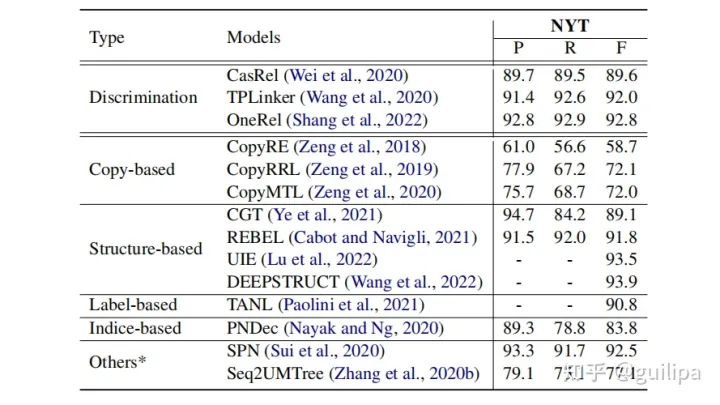 Type Models NYT
P R F
CasRel (Wei et al., 2020) 89.7 89.5 89.6
Discrimination TPLinker (Wang et al., 2020) 91.4 92.6 92.0
OneRel (Shang et al., 2022) 92.8 92.9 92.8
CopyRE (Zeng et al., 2018) 61.0 56.6 58.7
Copy-based CopyRRL (Zeng et al., 2019) 77.9 67.2 72.1
CopyMTL (Zeng et al., 2020) 75.7 68.7 72.0
CGT (Ye et al., 2021) 94.7 84.2 89.1
Structure-based REBEL (Cabot and Navigli, 2021) 91.5 92.0 91.8
UIE (Lu et al., 2022) - - 93.5
DEEPSTRUCT (Wang et al., 2022) - - 93.9
Label-based TANL (Paolini et al., 2021) - - 90.8
Indice-based PNDec (Nayak and Ng, 2020) 89.3 78.8 83.8
Others* SPN (Sui et al., 2020) 93.3 91.7 92.5
Seq2UMTree (Zhang et al., 2020b) 79.1
知乎 @guilipa